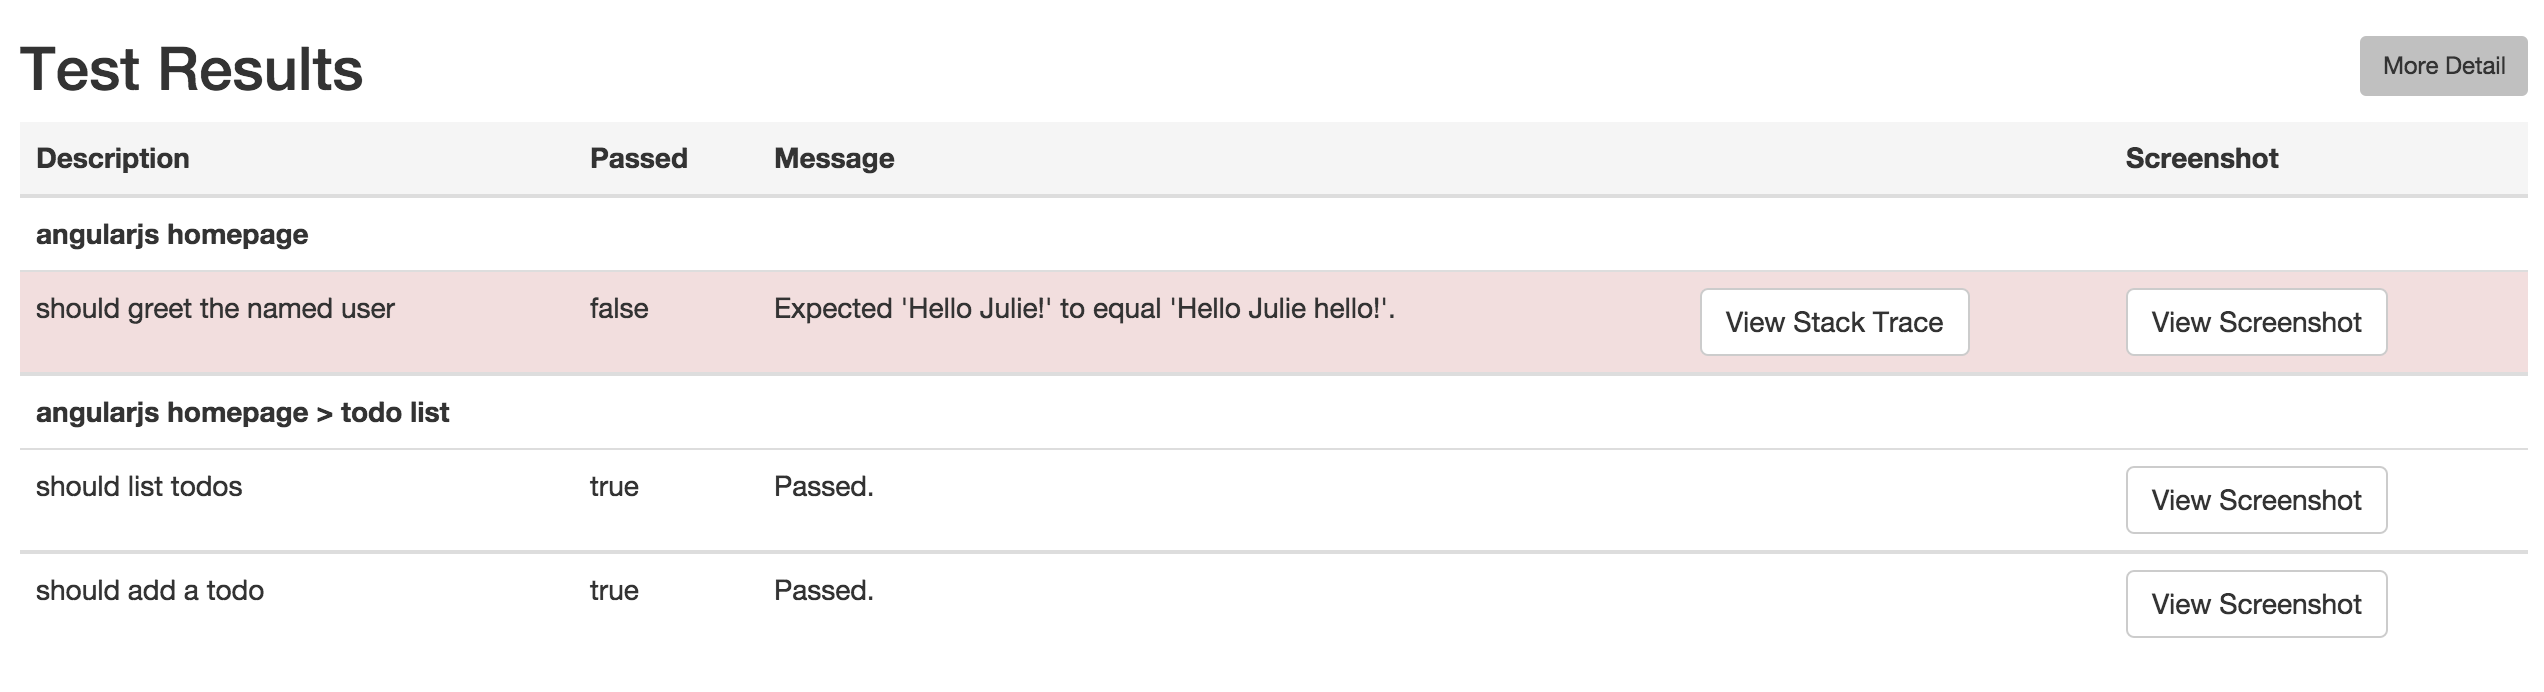 Test Results
More Detail
Description Passed Message Screenshot
angularjs homepage
should greet the named user false Expected 'Hello Julie!' to equal 'Hello Julie hello!'. View Stack Trace View Screenshot
angularjs homepage > todo list
should list todos true Passed. View Screenshot
should add a todo true Passed. View Screenshot